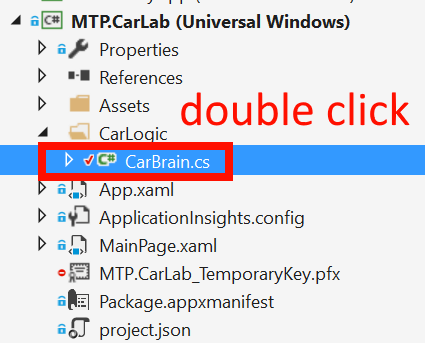 MTP.CarLab (Universal Windows)
C# Properties
References
Assets
double click
CarLogic
C# CarBrain.cs
App.xaml
ApplicationInsights.config
MainPage.xaml
MTP.CarLab_TemporaryKey.pfx
Package.appxmanifest
project.json